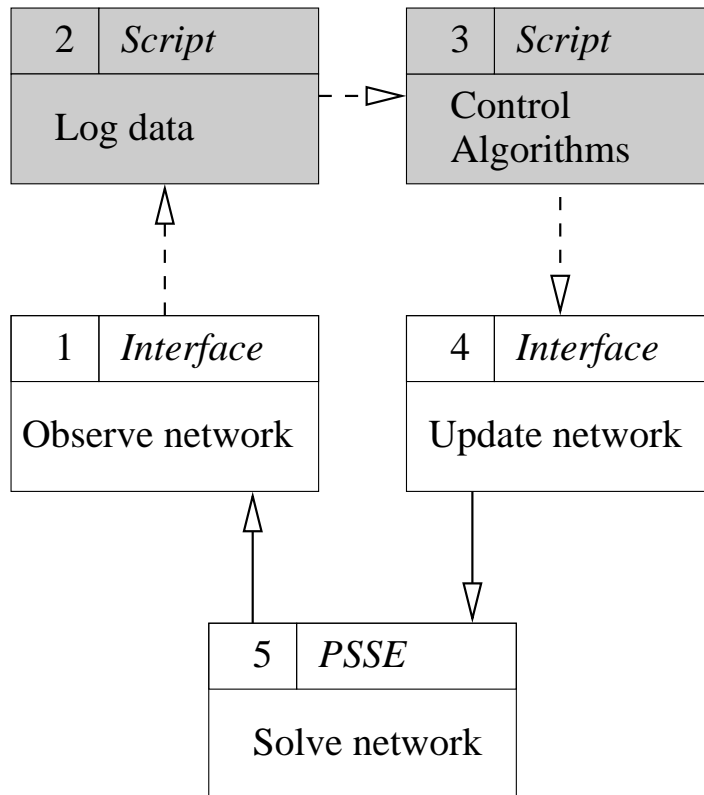 2 Script
Log data
3 Script
Control
Algorithms
1 Interface
Observe network
4 Interface
Update network
5 PSSE
Solve network